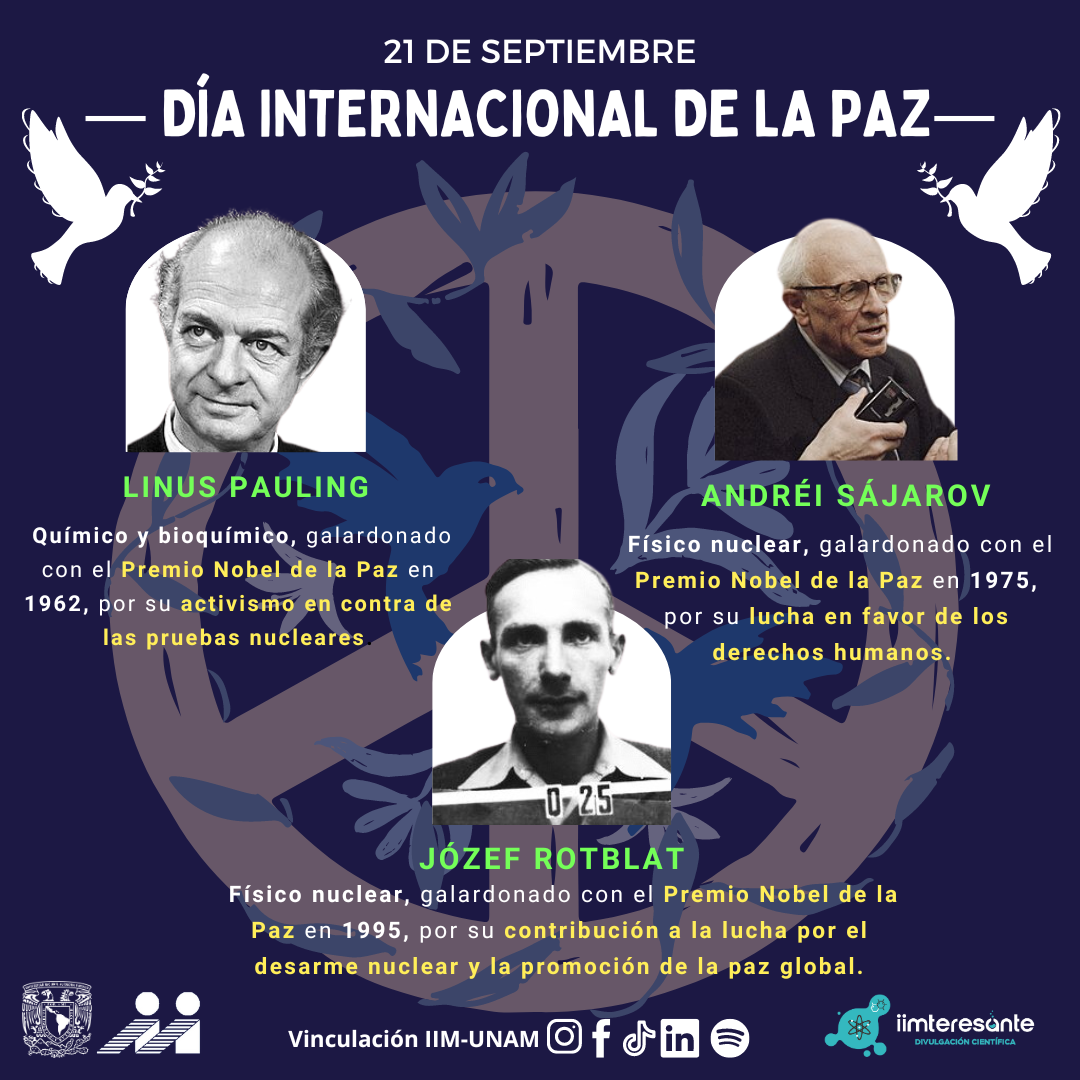 21 DE SEPTIEMBRE
DÍA INTERNACIONAL DE LA PAZ
LINUS PAULING
Químico y bioquímico, galardonado
con el Premio Nobel de la Paz en
1962, por su activismo en contra de
las pruebas nucleares.
ANDRÉI SÁJAROV
Físico nuclear, galardonado con el
Premio Nobel de la Paz en 1975,
por su lucha en favor de los
derechos humanos.
O 25
JÓZEF ROTBLAT
Físico nuclear, galardonado con el Premio Nobel de la
Paz en 1995, por su contribución a la lucha por el
desarme nuclear y la promoción de la paz global.
Vinculación IIM-UNAM
iimteresante
DIVULGACIÓN CIENTÍFICA